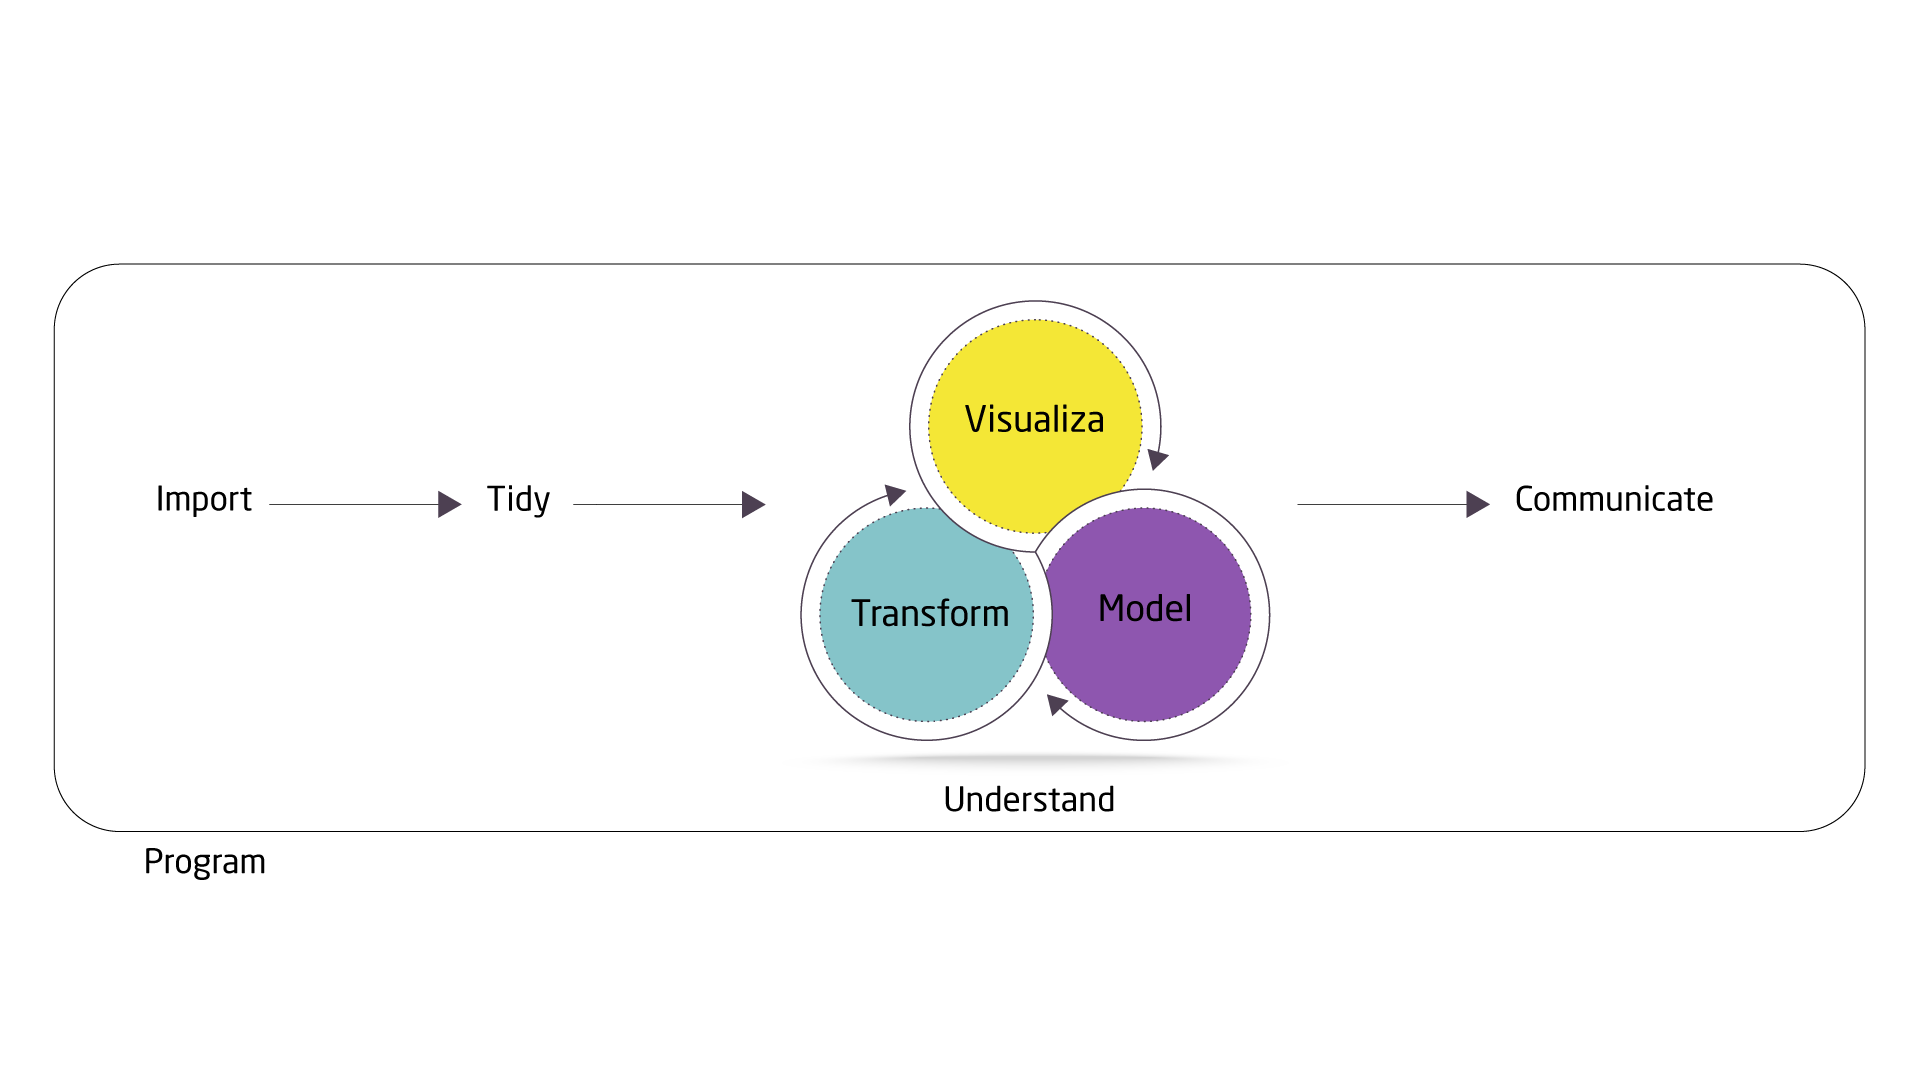 Visualiza
Import
Tidy
Communicate
Transform
Model
Understand
Program